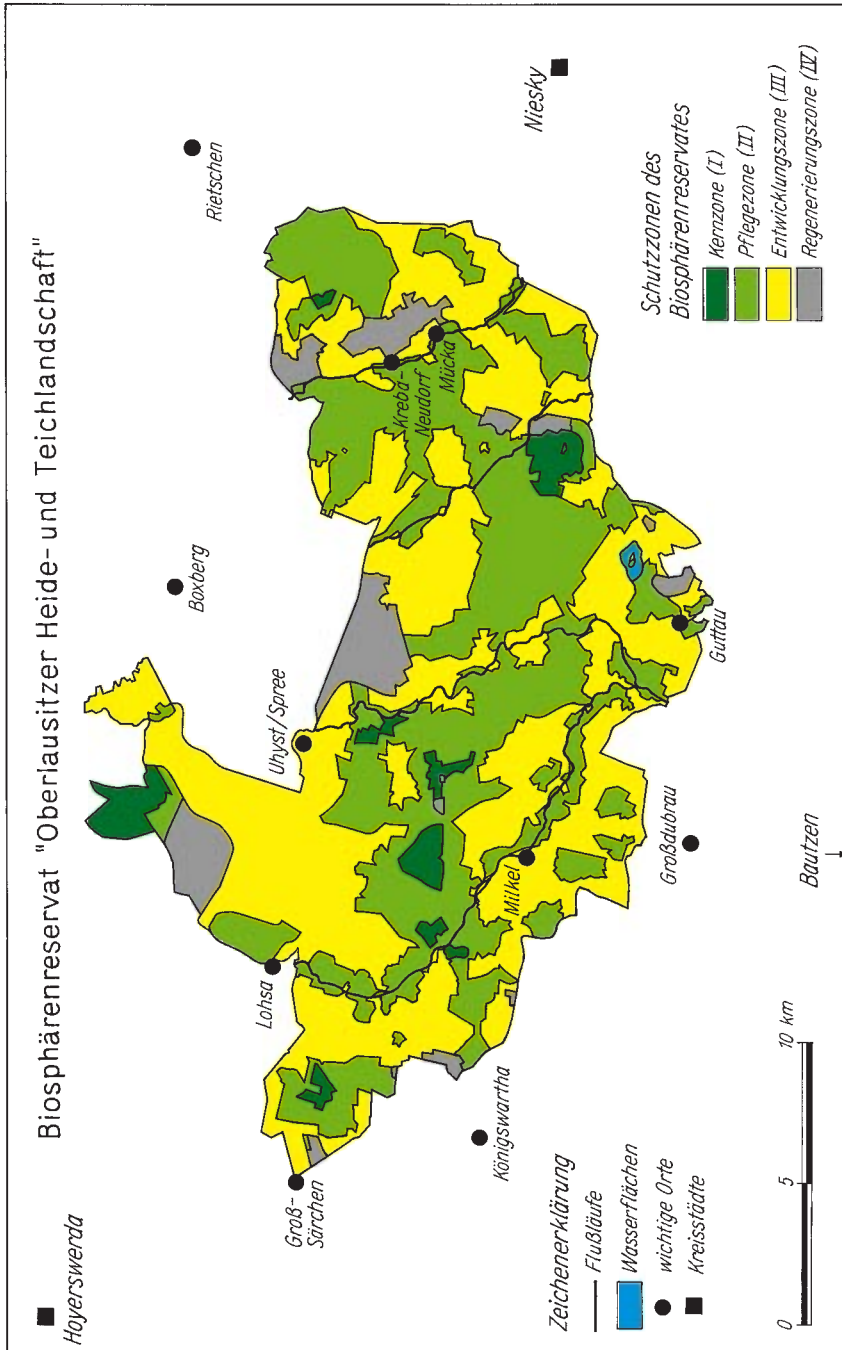 Biosphärenreservat "Oberlausitzer Heide- und Teichlandschaft"
Hoyerswerda
Boxberg
Rietschen
Niesky
Lohsa
Uhyst/Spree
Groß-
Särchen
Kreba-
Neudorf
Mücka
Königswartha
Milkel
Guttau
Großdubrau
Bautzen
Zeichenerklärung
Flußläufe
Wasserflächen
wichtige Orte
Kreisstädte
0 5 10 km
Schutzzonen des
Biosphärenreservates
Kernzone (I)
Pflegezone (II)
Entwicklungszone (III)
Regenerierungszone (IV)